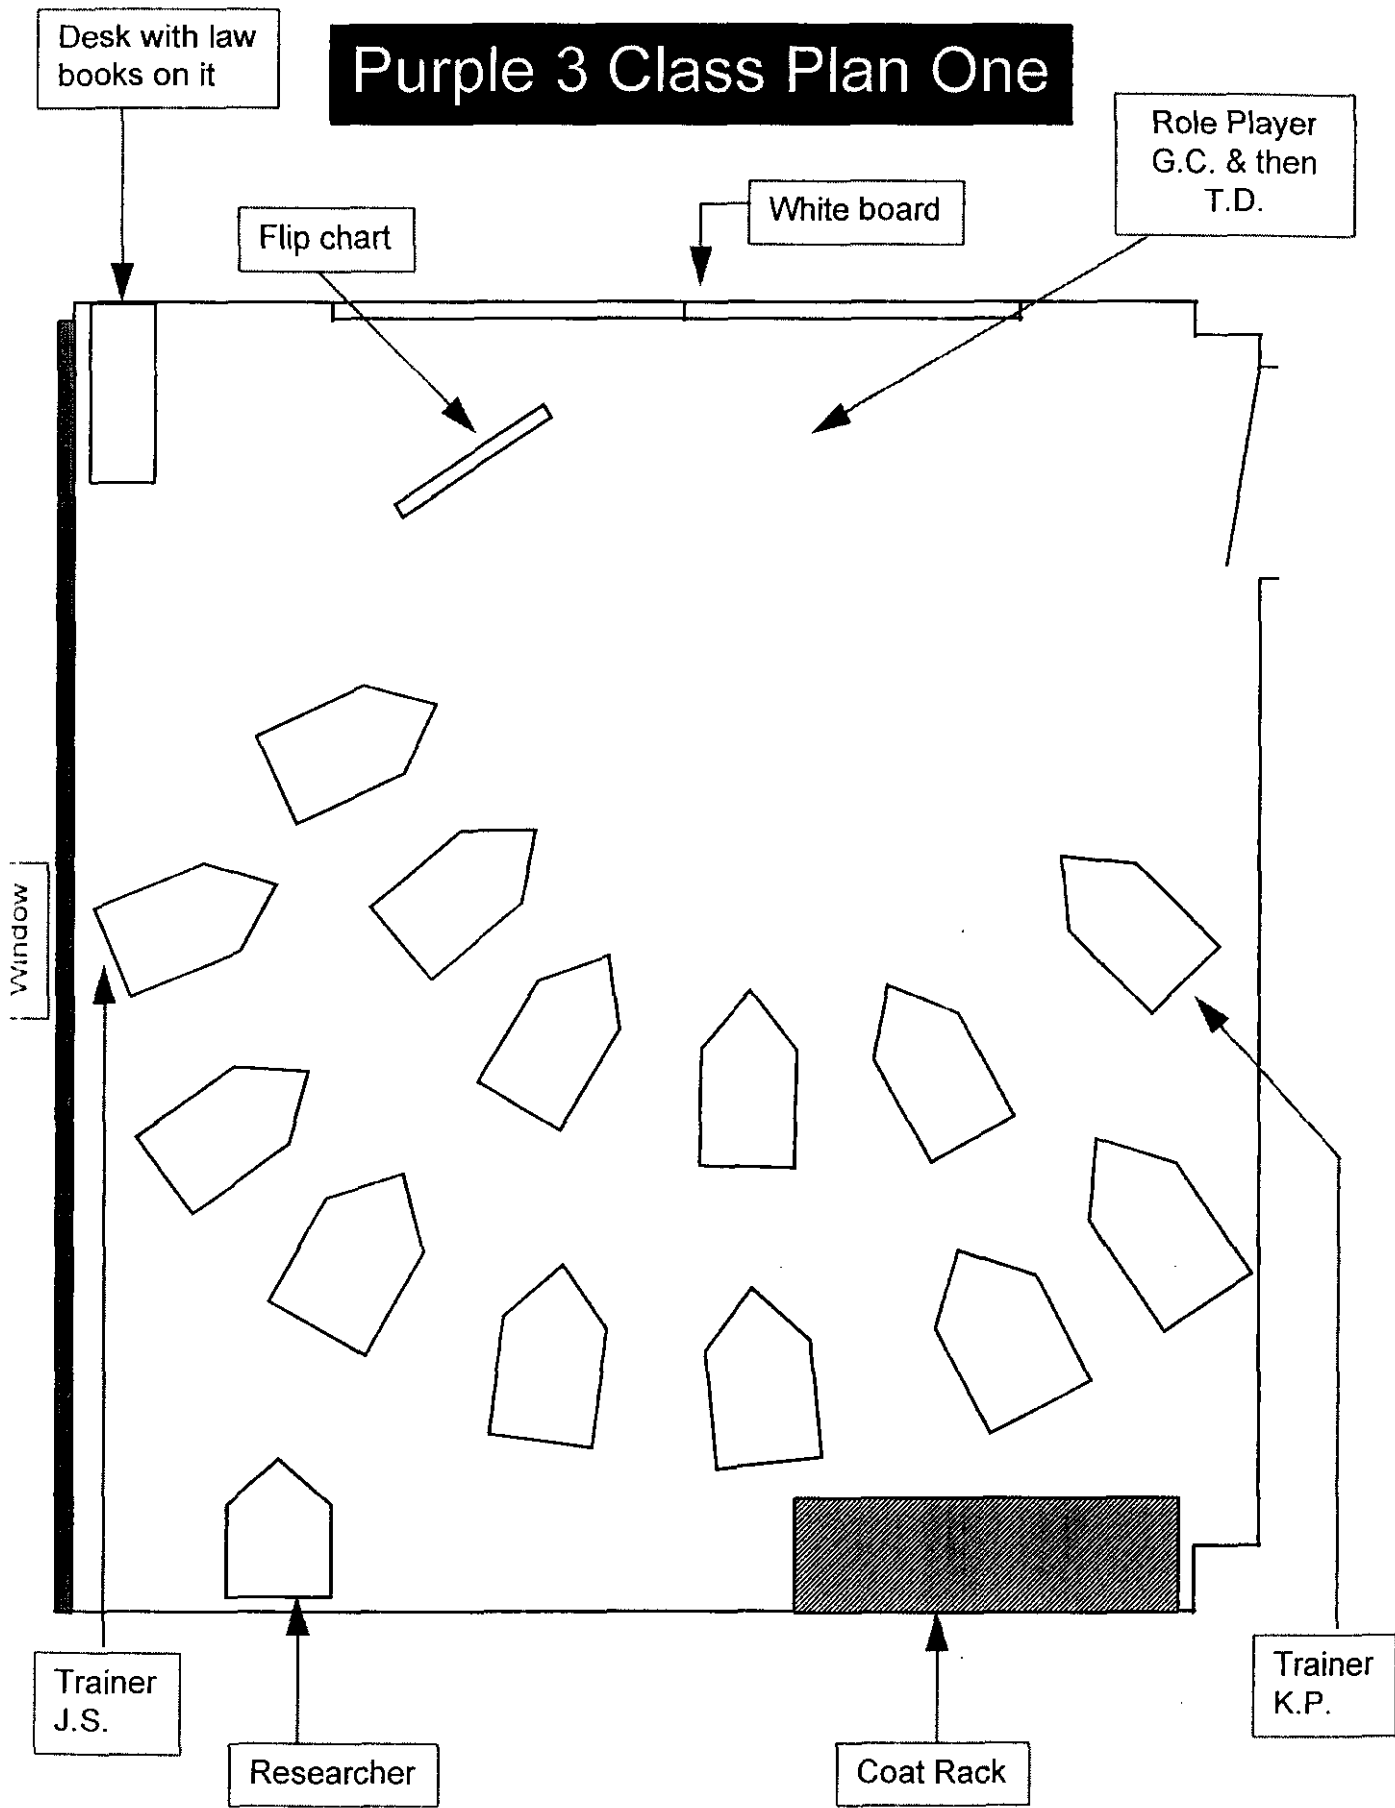 Desk with law
books on it
Purple 3 Class Plan One
Role Player
G.C. & then
T.D.
White board
Flip chart
Window
Trainer
J.S.
Researcher
Coat Rack
Trainer
K.P.